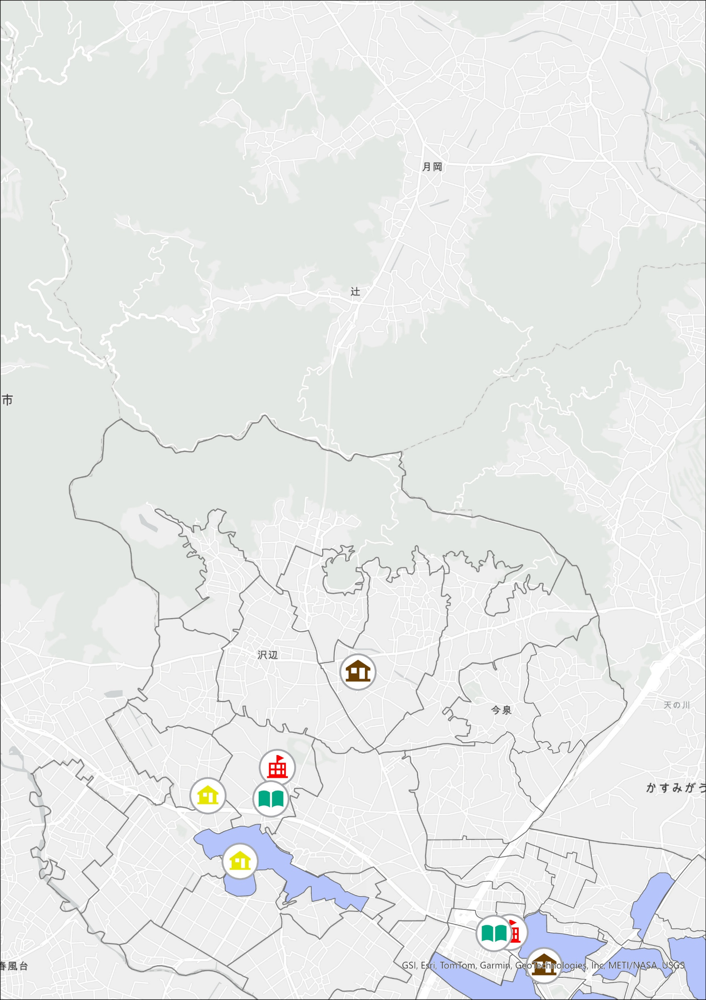 月岡
辻
市
沢辺
今泉
天の川
かすみがう
春風台
GSI, Esri, TomTom, Garmin, GeoTechnologies, Inc, METI/NASA, USGS